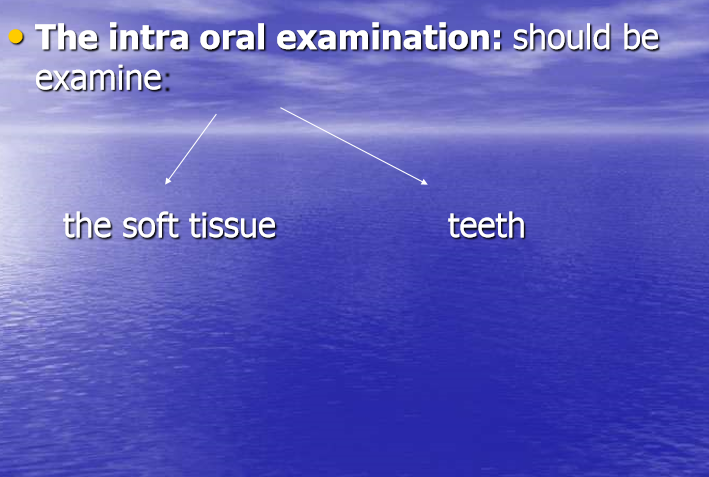 • The intra oral examination: should be
examine:
the soft tissue teeth